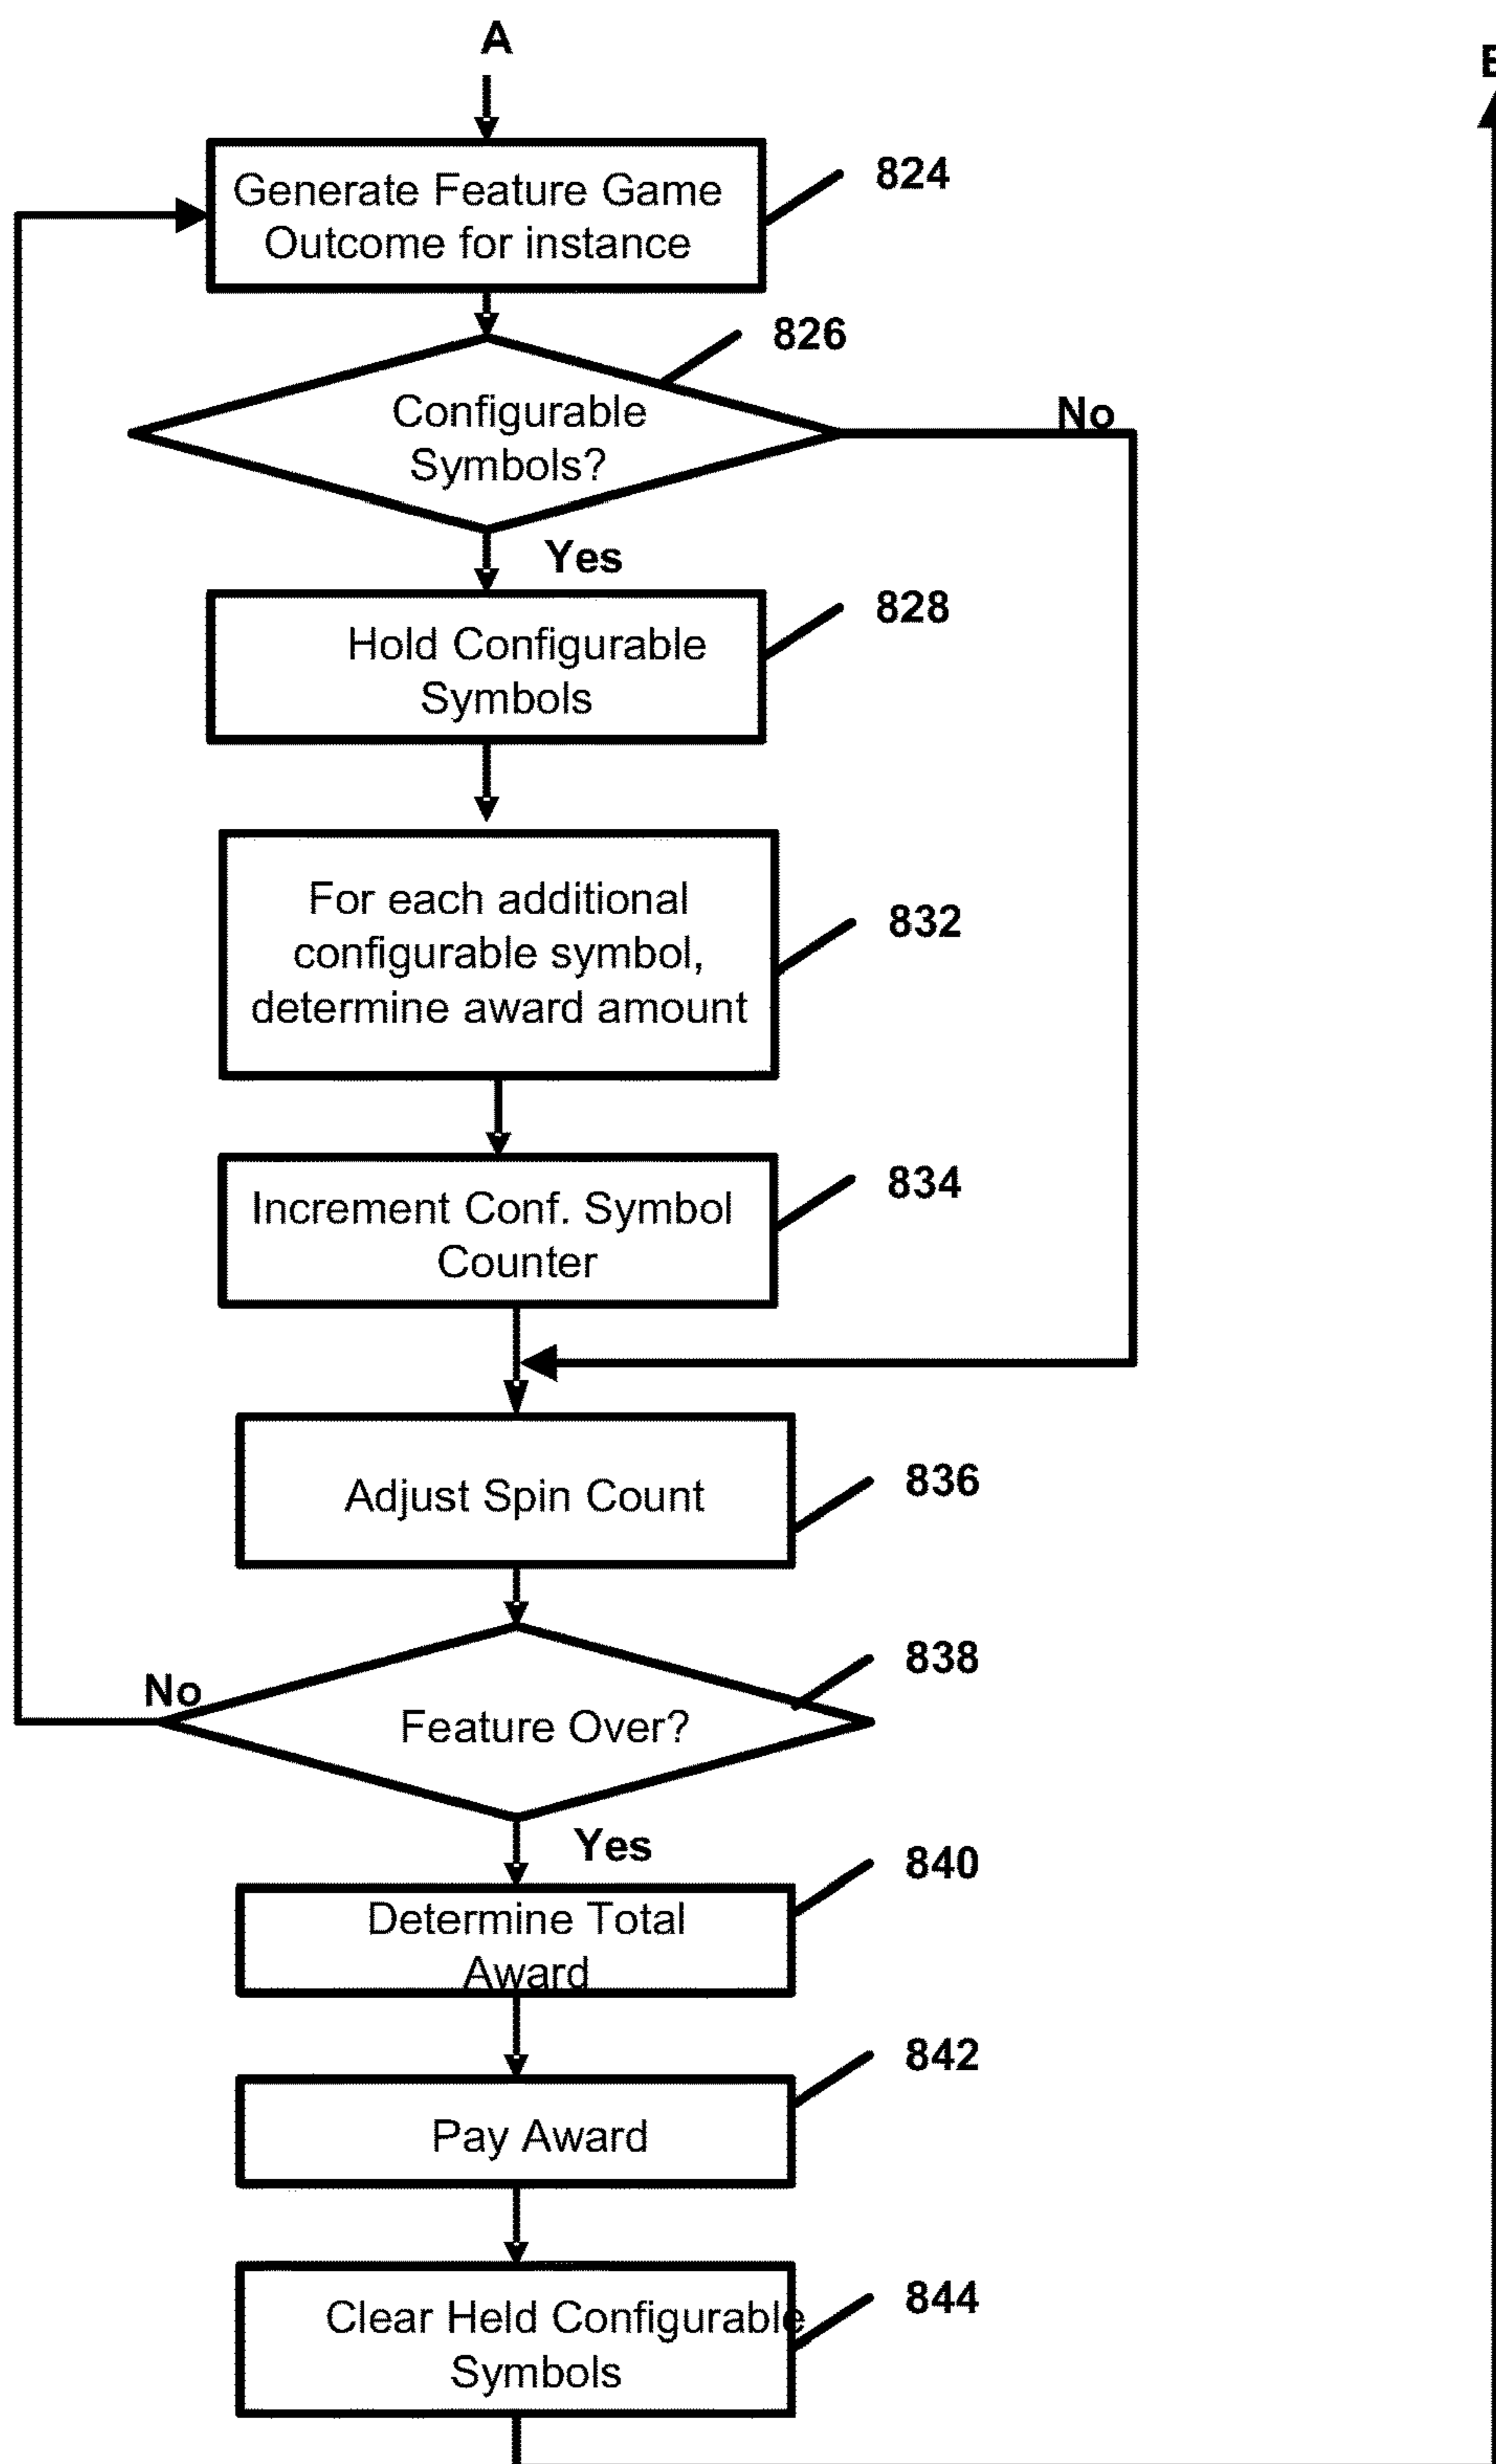 A
Generate Feature Game
Outcome for instance
824
826
Configurable
Symbols?
No
Yes
Hold Configurable
Symbols
828
For each additional
configurable symbol,
determine award amount
832
Increment Conf. Symbol
Counter
834
Adjust Spin Count
836
838
No
Feature Over?
Yes
840
Determine Total
Award
842
Pay Award
844
Clear Held Configurable
Symbols